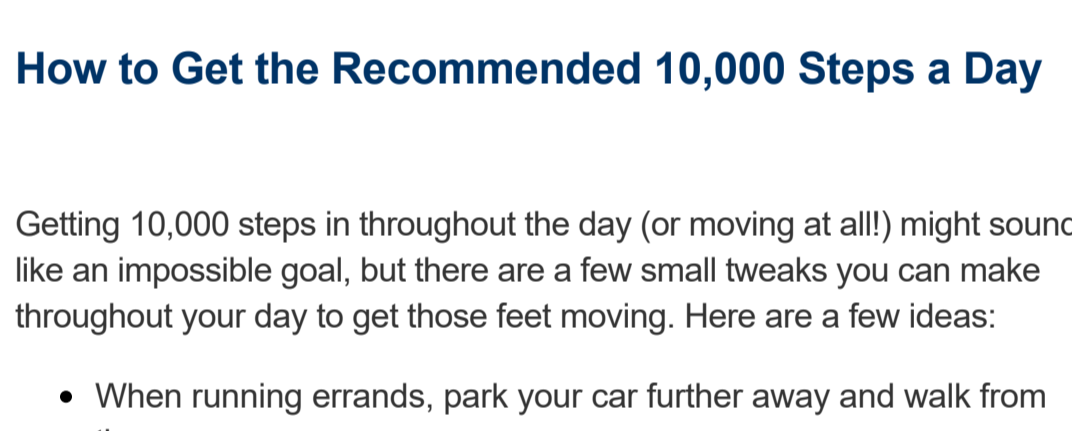 How to Get the Recommended 10,000 Steps a Day
Getting 10,000 steps in throughout the day (or moving at all!) might sound
like an impossible goal, but there are a few small tweaks you can make
throughout your day to get those feet moving. Here are a few ideas:
• When running errands, park your car further away and walk from